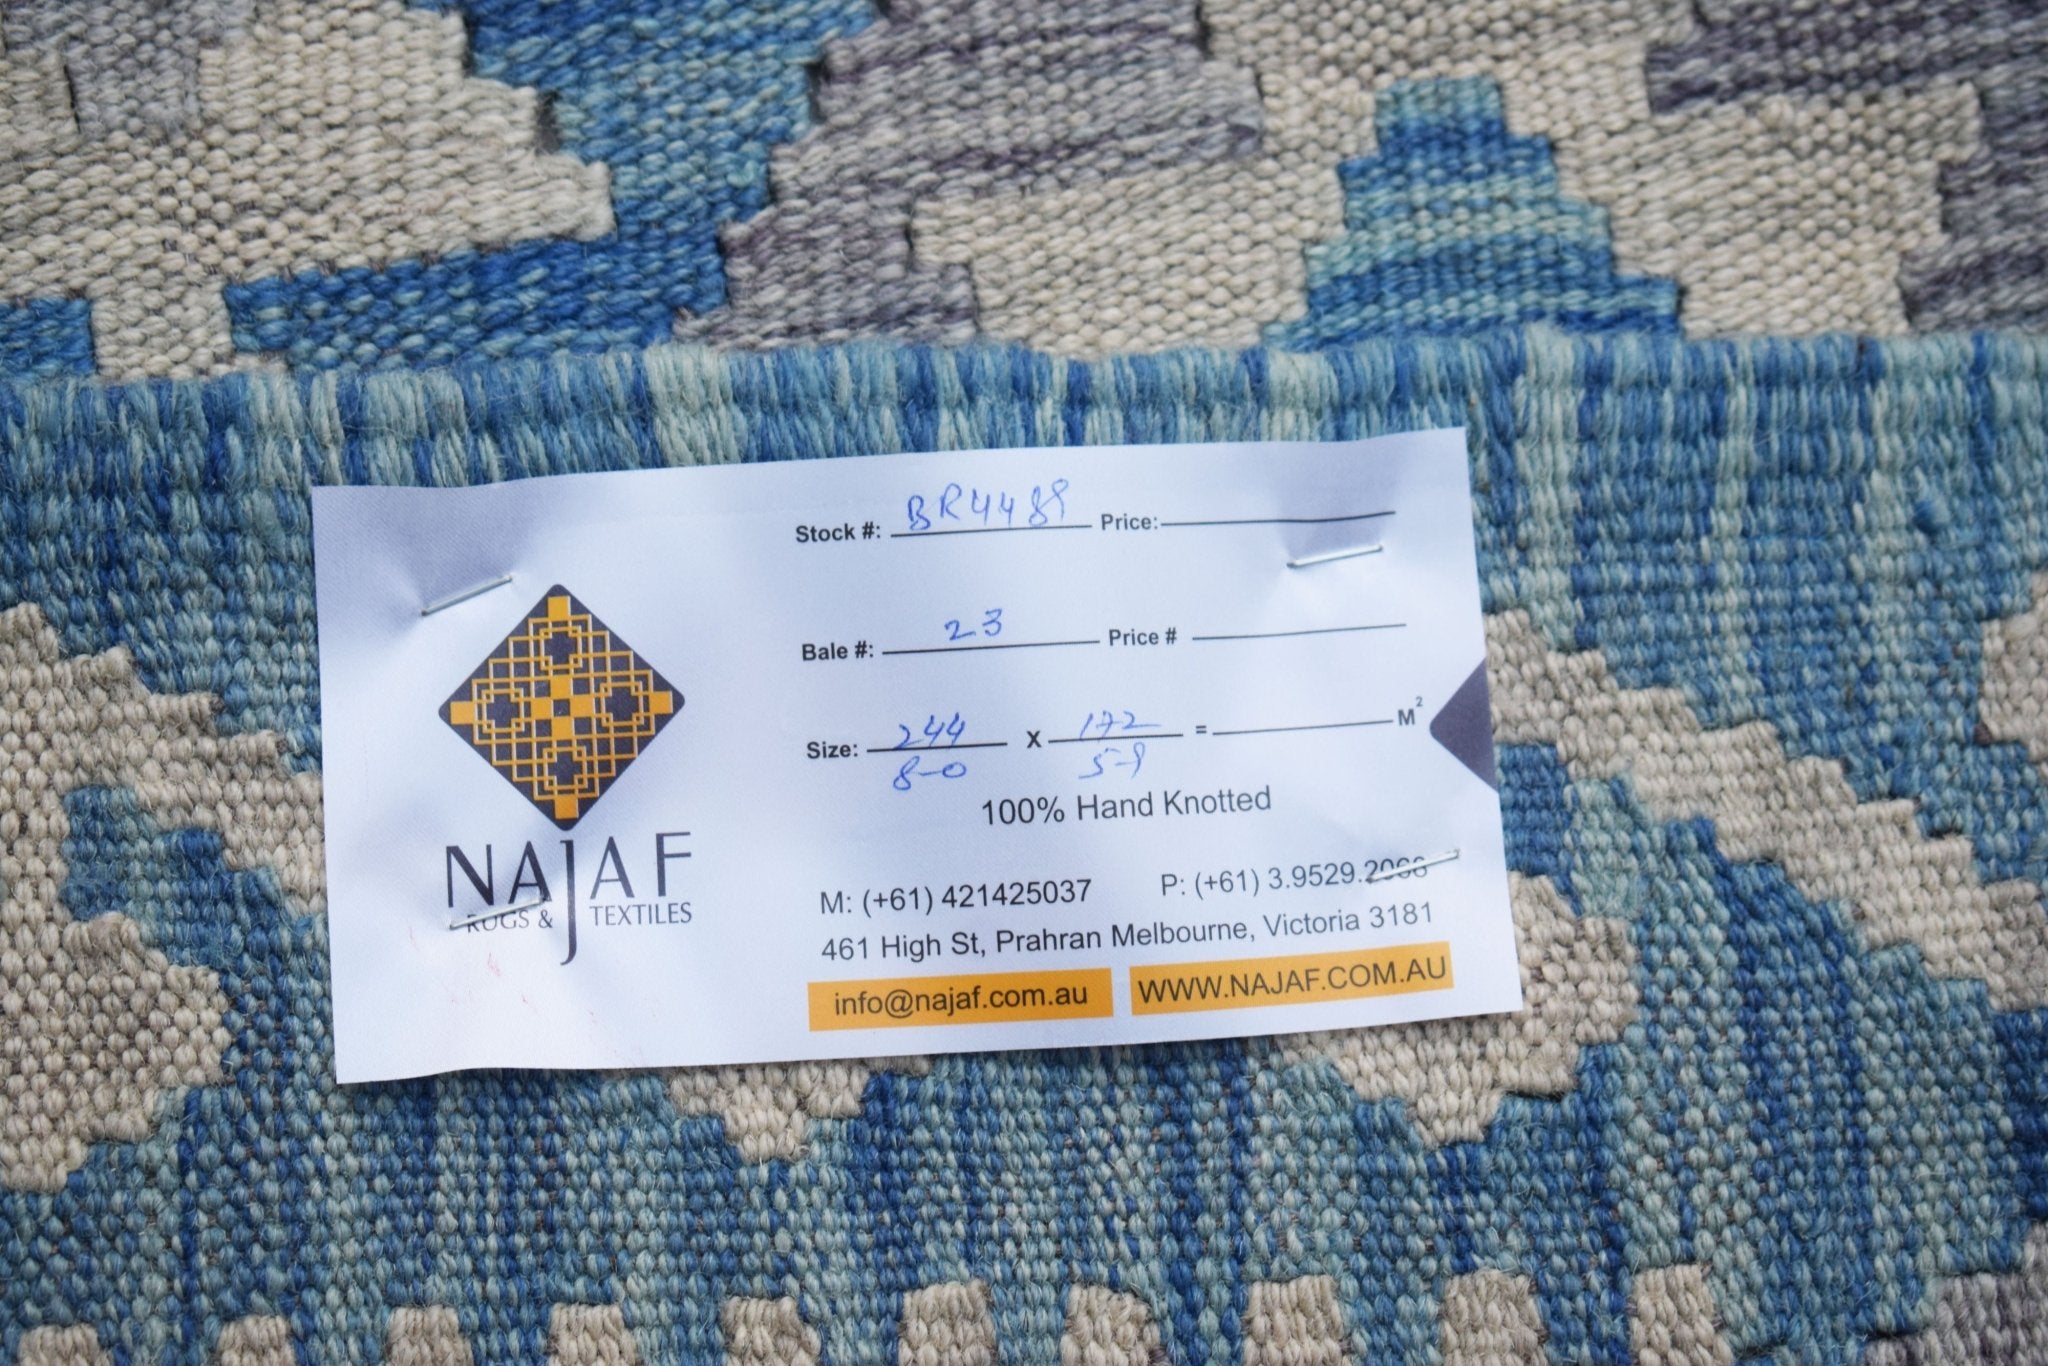 NAJAF
RUGS & TEXTILES
Stock #: BR4489 Price:
Bale #: 23 Price #
Size: 244 X 172 = M²
8-0 5-8
100% Hand Knotted
M: (+61) 421425037 P: (+61) 3.9529.2066
461 High St, Prahran Melbourne, Victoria 3181
info@najaf.com.au WWW.NAJAF.COM.AU